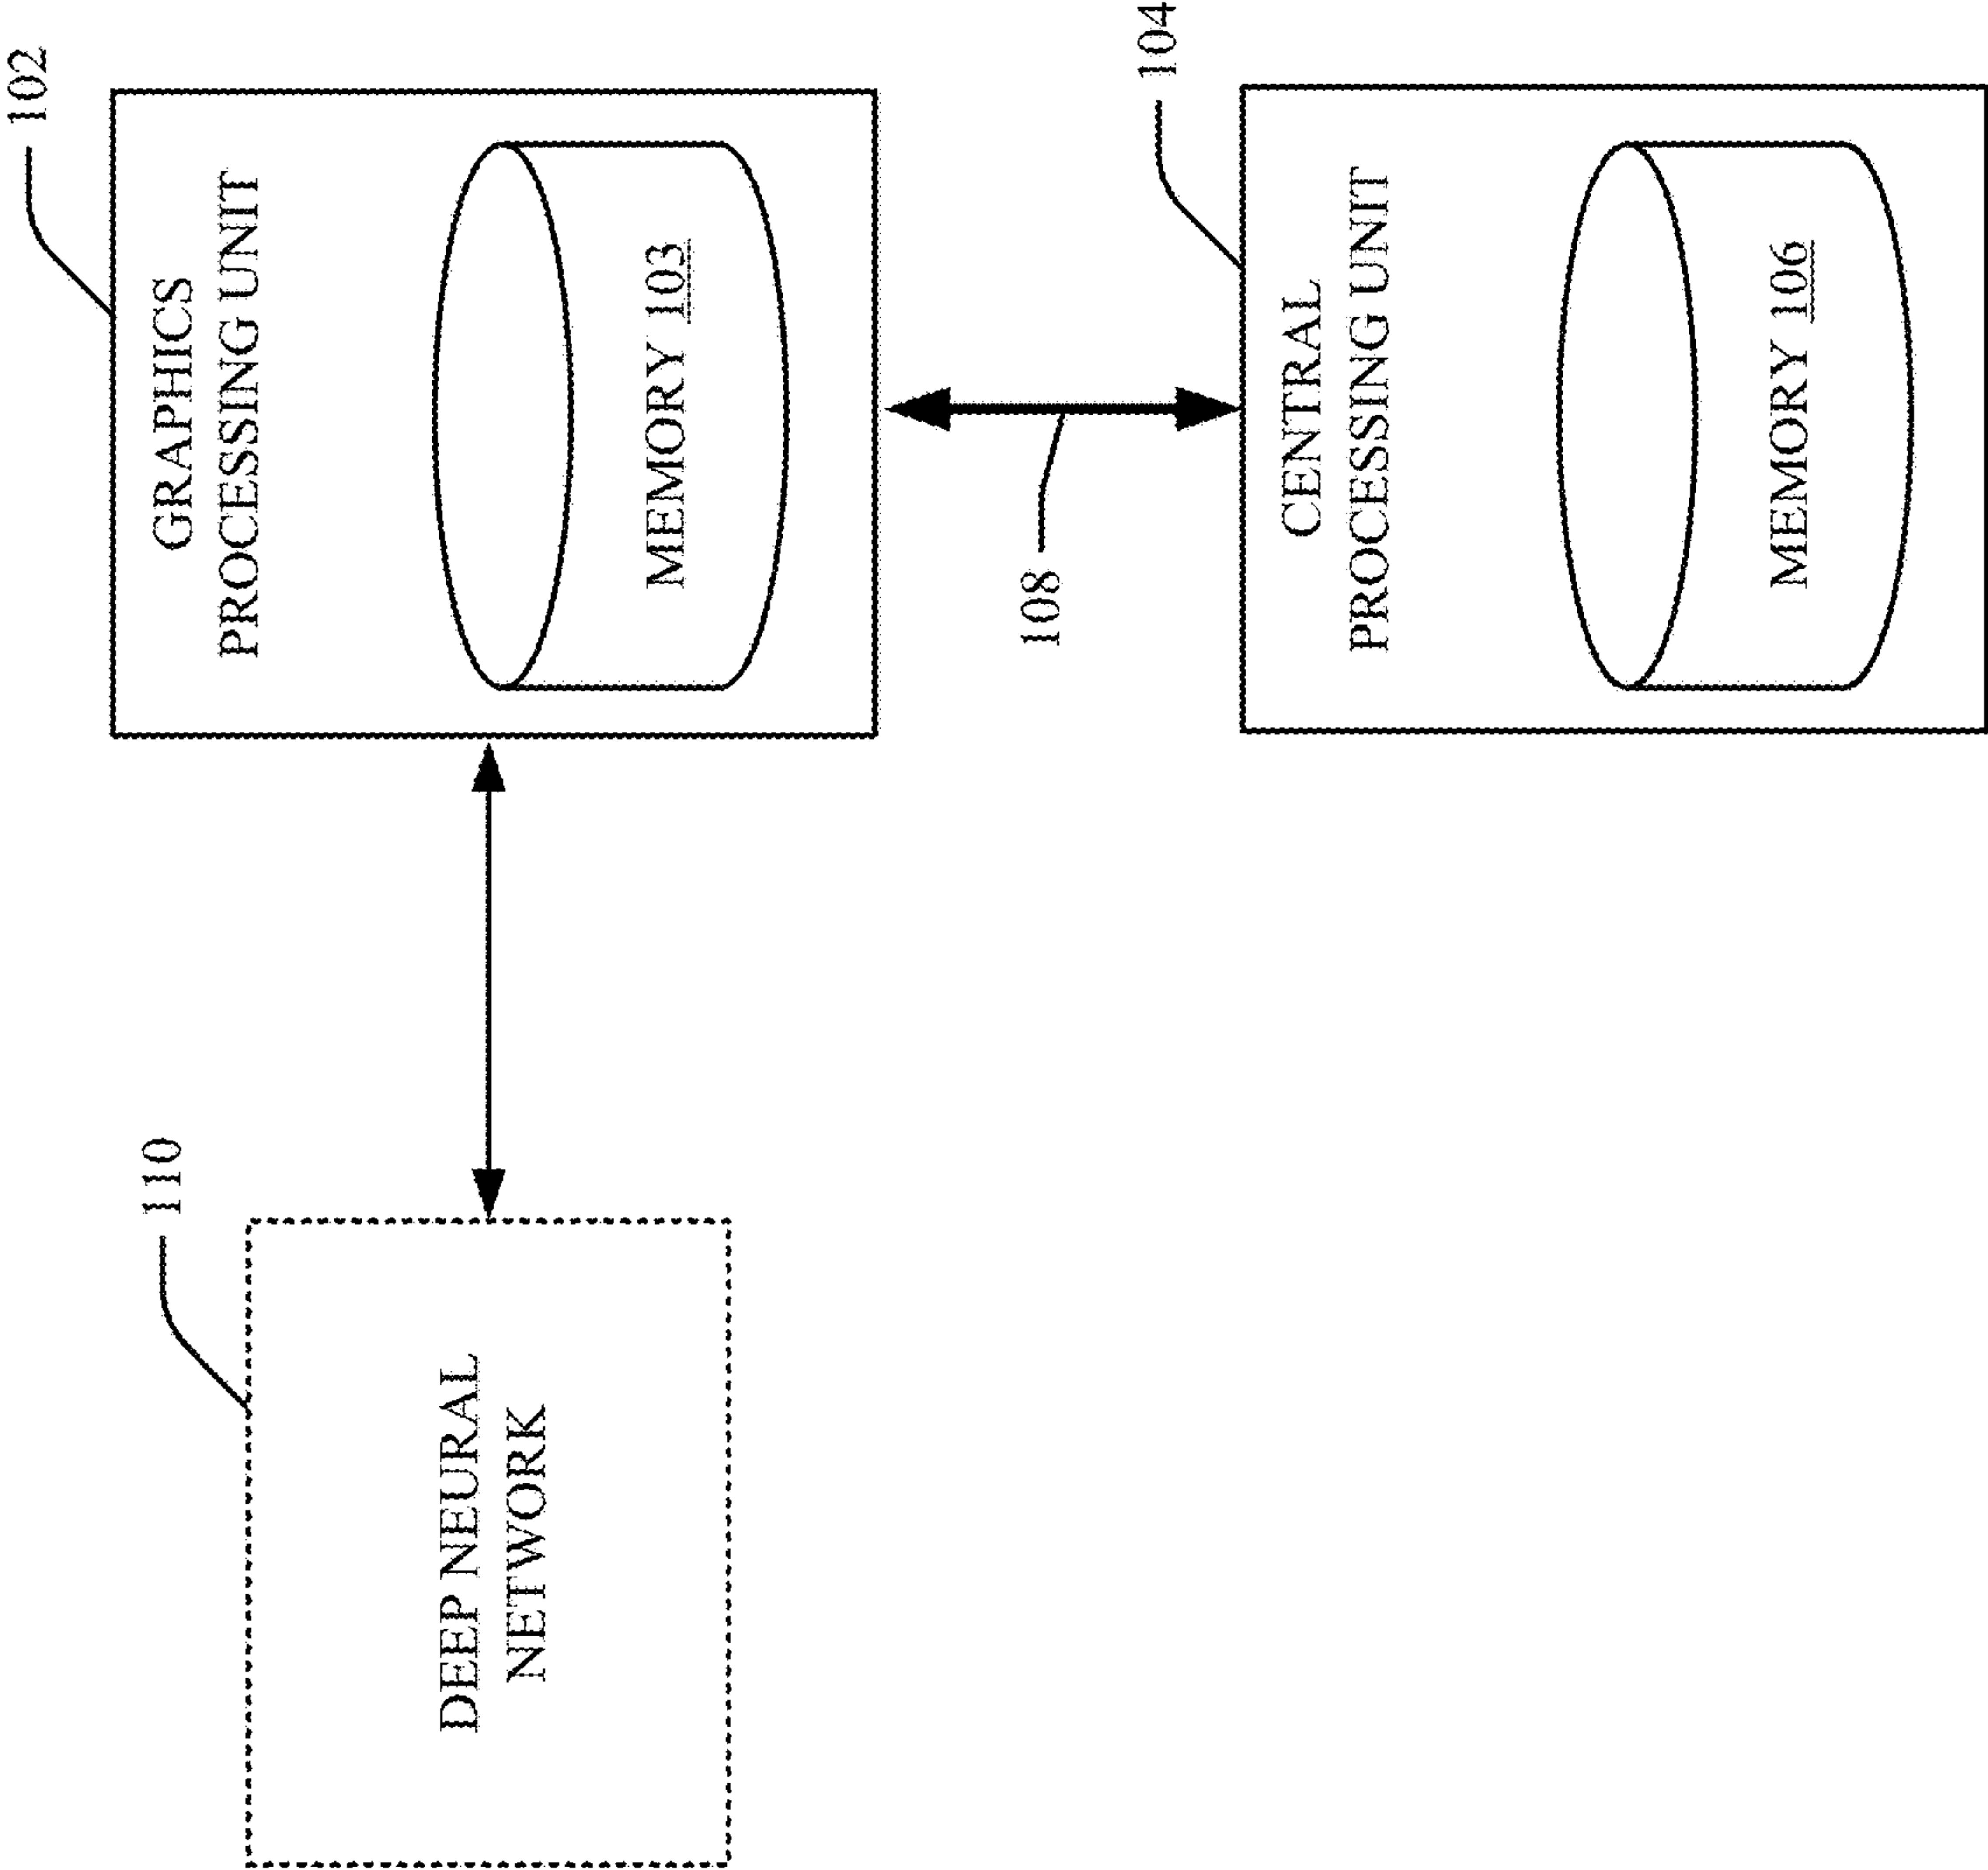 110
DEEP NEURAL
NETWORK
102
GRAPHICS
PROCESSING UNIT
MEMORY 103
108
104
CENTRAL
PROCESSING UNIT
MEMORY 106